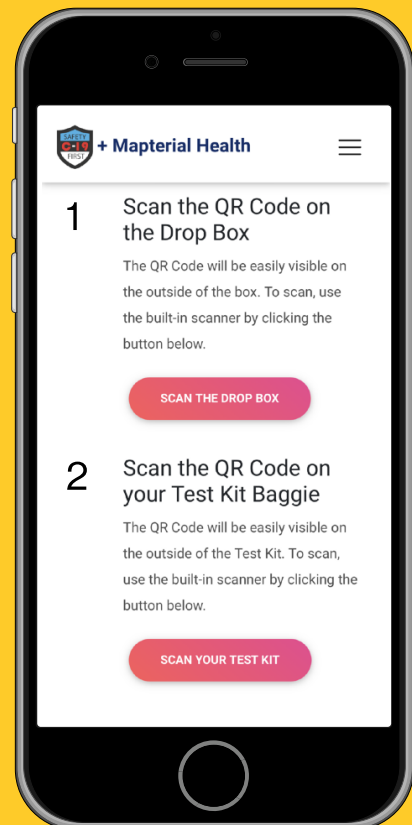 SAFETY
C-19
FIRST
+ Mapterial Health
1
Scan the QR Code on
the Drop Box
The QR Code will be easily visible on
the outside of the box. To scan, use
the built-in scanner by clicking the
button below.
SCAN THE DROP BOX
2
Scan the QR Code on
your Test Kit Baggie
The QR Code will be easily visible on
the outside of the Test Kit. To scan,
use the built-in scanner by clicking the
button below.
SCAN YOUR TEST KIT